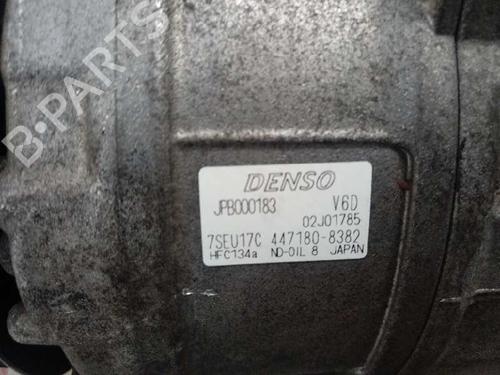 B-PARTS
DENSO
JPB000183 V6D
02J01785
7SEU17C 447180-8382
HFC134a ND-OIL 8 JAPAN